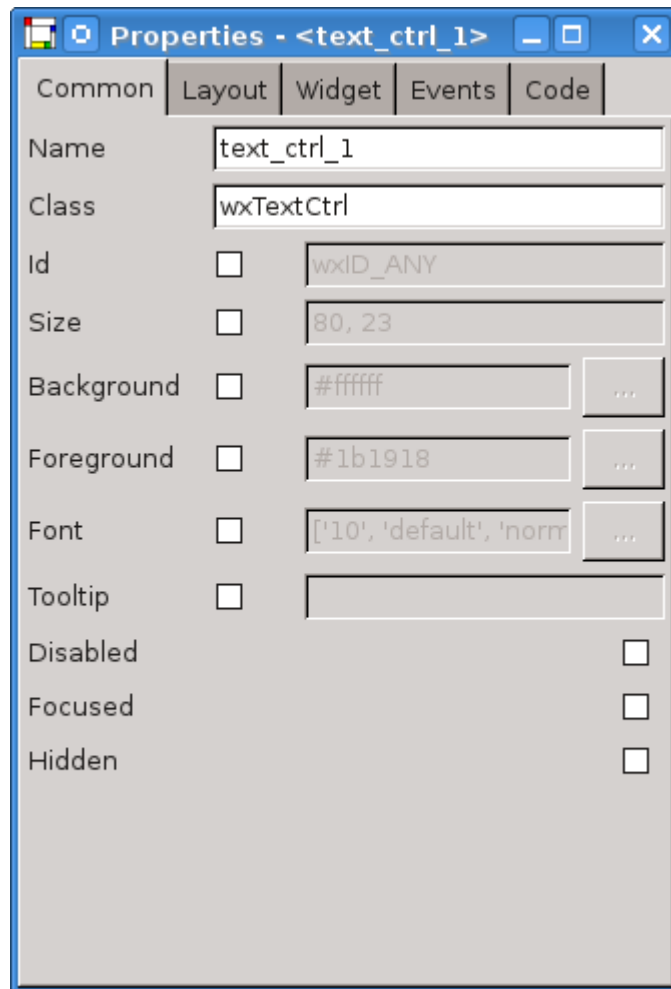 Properties - <text_ctrl_1>
Common Layout Widget Events Code
Name text_ctrl_1
Class wxTextCtrl
Id wxID_ANY
Size 80, 23
Background #ffffff ...
Foreground #1b1918 ...
Font ['10', 'default', 'norm ...
Tooltip
Disabled
Focused
Hidden